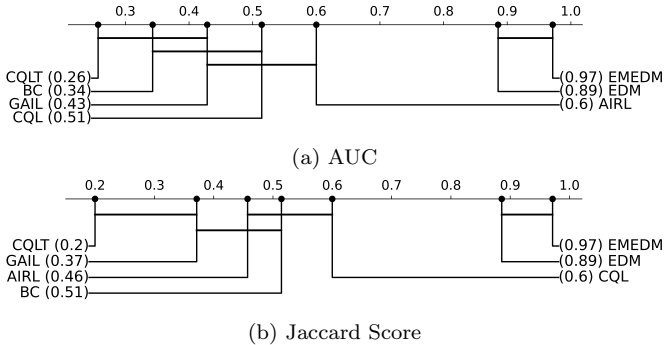 0.3 0.4 0.5 0.6 0.7 0.8 0.9 1.0
CQLT (0.26) (0.97) EMEDM
BC (0.34) (0.89) EDM
GAIL (0.43) (0.6) AIRL
CQL (0.51)
(a) AUC
0.2 0.3 0.4 0.5 0.6 0.7 0.8 0.9 1.0
CQLT (0.2) (0.97) EMEDM
GAIL (0.37) (0.89) EDM
AIRL (0.46) (0.6) CQL
BC (0.51)
(b) Jaccard Score